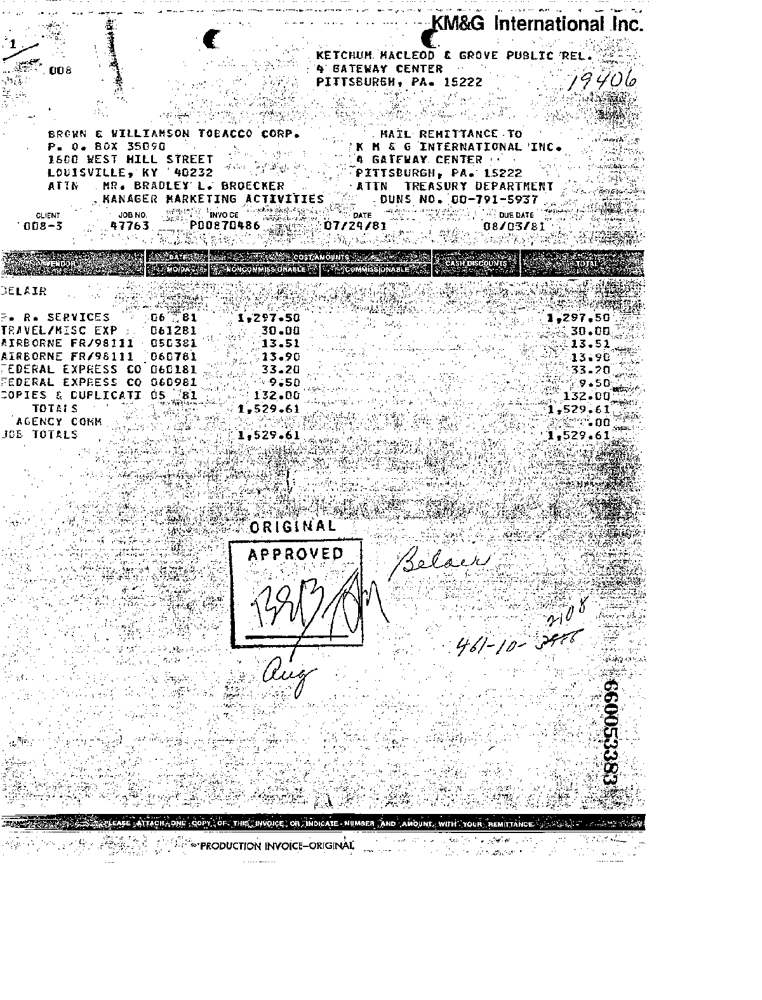 KM&G International Inc.
1
008
KETCHUM MACLEOD & GROVE PUBLIC REL.
4 GATEWAY CENTER
PITTSBURGH, PA. 15222
19406
BROWN & WILLIAMSON TOBACCO CORP.
P. O. BOX 35090
1600 WEST HILL STREET
LOUISVILLE, KY 40232
ATTN MR. BRADLEY L. BROECKER
MANAGER MARKETING ACTIVITIES
MAIL REMITTANCE TO
K M & G INTERNATIONAL INC.
4 GATEWAY CENTER
PITTSBURGH, PA. 15222
ATTN TREASURY DEPARTMENT
DUNS NO. 00-791-5937
CLIENT JOB NO. INVOICE DATE DUE DATE
008-3 47763 P00870486 07/24/81 08/03/81
VENDOR DATE COST AMOUNTS CASH DISCOUNTS TOTAL
MO/DA NONCOMMISSIONABLE COMMISSIONABLE
BELAIR
P. R. SERVICES 06 81 1,297.50 1,297.50
TRAVEL/MISC EXP 061281 30.00 30.00
AIRBORNE FR/98111 050381 13.51 13.51
AIRBORNE FR/98111 060781 13.90 13.90
FEDERAL EXPRESS CO 060181 33.20 33.20
FEDERAL EXPRESS CO 060981 9.50 9.50
COPIES & DUPLICATI 05 81 132.00 132.00
TOTALS 1,529.61 1,529.61
AGENCY COMM .00
JOB TOTALS 1,529.61 1,529.61
ORIGINAL
APPROVED
Belair
Aug
2108
461-10-
660053383
PLEASE ATTACH ONE COPY OF THIS INVOICE OR INDICATE NUMBER AND AMOUNT WITH YOUR REMITTANCE
PRODUCTION INVOICE–ORIGINAL